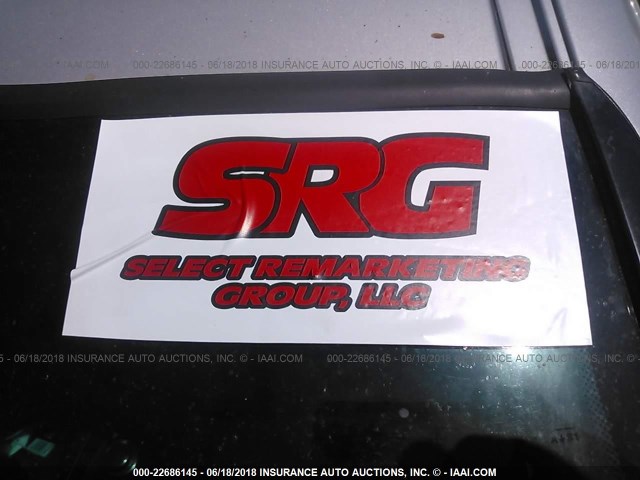 000-22686145 - 06/18/2018 INSURANCE AUTO AUCTIONS, INC. © - IAAI.COM
SRG
SELECT REMARKETING
GROUP, LLC
000-22686145 - 06/18/2018 INSURANCE AUTO AUCTIONS, INC. © - IAAI.COM
000-22686145 - 06/18/2018 INSURANCE AUTO AUCTIONS, INC. © - IAAI.COM